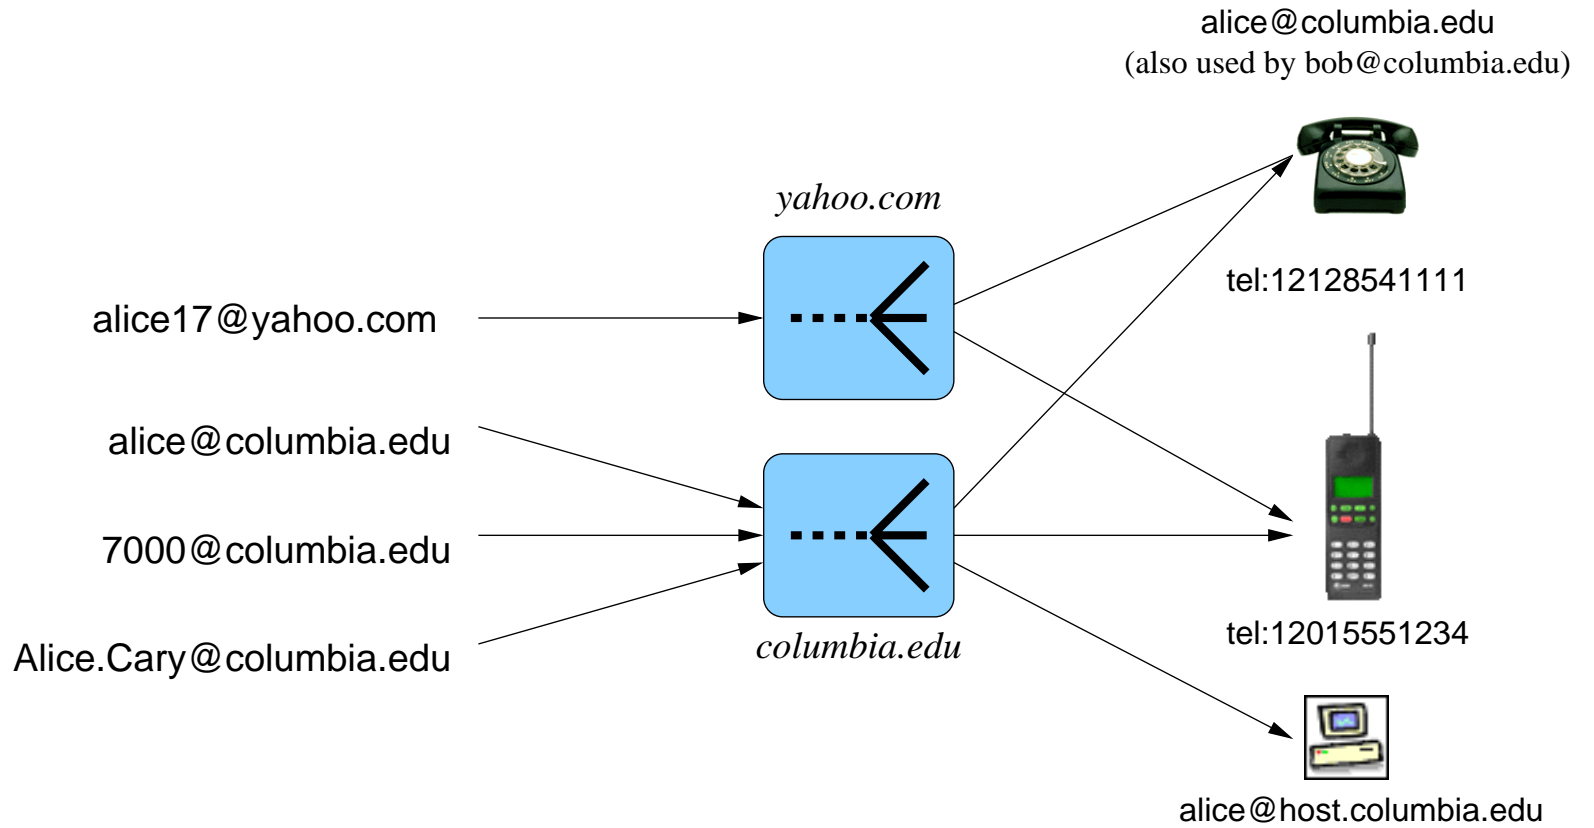 alice@columbia.edu
(also used by bob@columbia.edu)
yahoo.com
tel:12128541111
alice17@yahoo.com
alice@columbia.edu
7000@columbia.edu
Alice.Cary@columbia.edu
columbia.edu
tel:12015551234
alice@host.columbia.edu